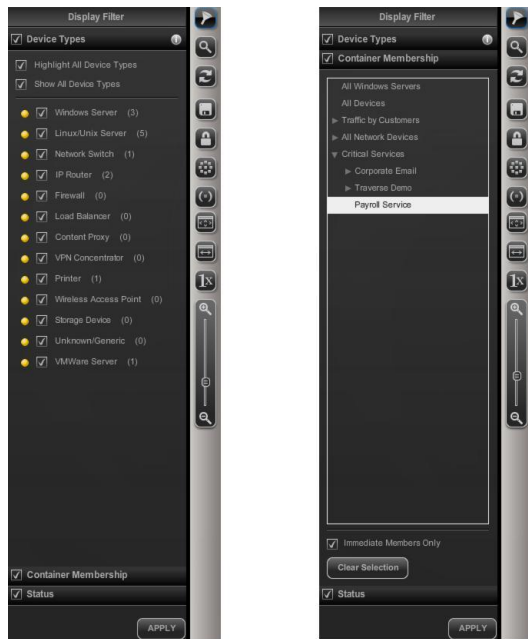 Display Filter
Device Types
Highlight All Device Types
Show All Device Types
Windows Server (3)
Linux/Unix Server (5)
Network Switch (1)
IP Router (2)
Firewall (0)
Load Balancer (0)
Content Proxy (0)
VPN Concentrator (0)
Printer (1)
Wireless Access Point (0)
Storage Device (0)
Unknown/Generic (0)
VMWare Server (1)
Container Membership
Status
APPLY
1x
Display Filter
Device Types
Container Membership
All Windows Servers
All Devices
Traffic by Customers
All Network Devices
Critical Services
Corporate Email
Traverse Demo
Payroll Service
Immediate Members Only
Clear Selection
Status
APPLY
1x